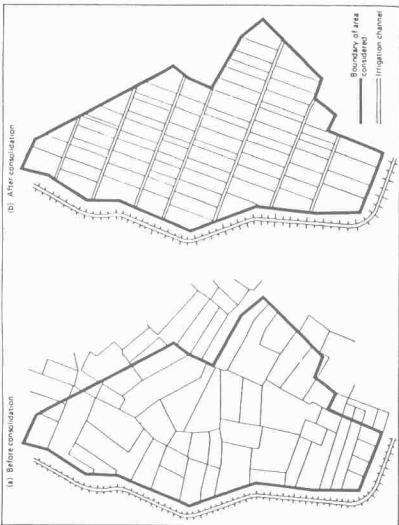 (a) Before consolidation
(b) After consolidation
Boundary of area
considered
Irrigation channel